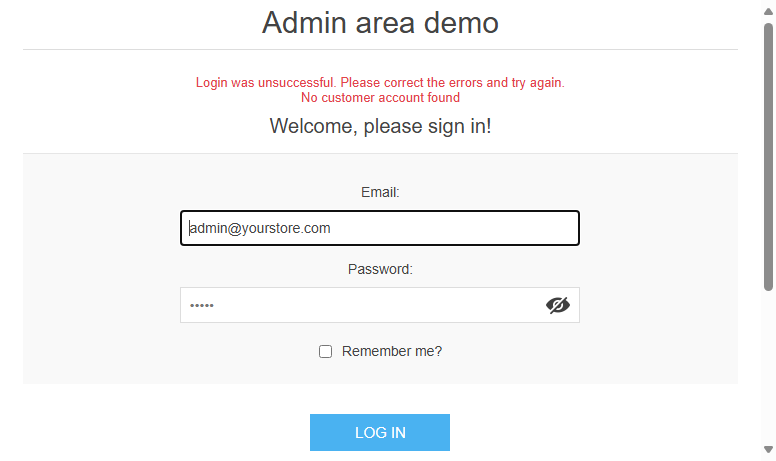 Admin area demo
Login was unsuccessful. Please correct the errors and try again.
No customer account found
Welcome, please sign in!
Email:
admin@yourstore.com
Password:
•••••
Remember me?
LOG IN